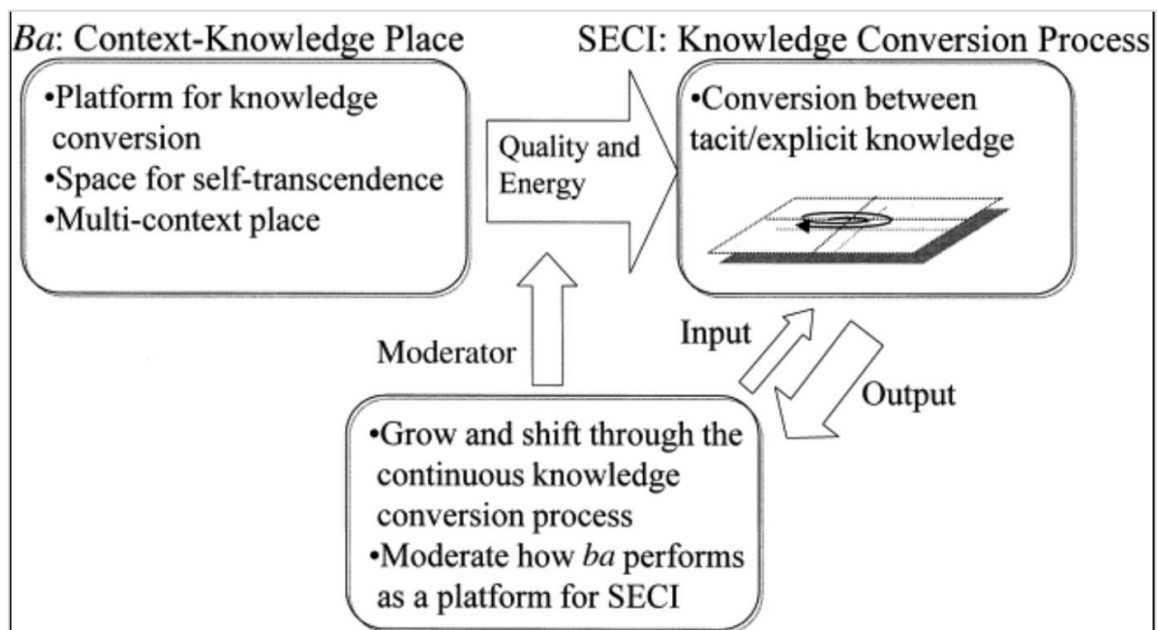 Ba: Context-Knowledge Place
SECI: Knowledge Conversion Process
•Platform for knowledge
conversion
•Space for self-transcendence
•Multi-context place
Quality and
Energy
•Conversion between
tacit/explicit knowledge
Moderator
Input
Output
•Grow and shift through the
continuous knowledge
conversion process
•Moderate how ba performs
as a platform for SECI